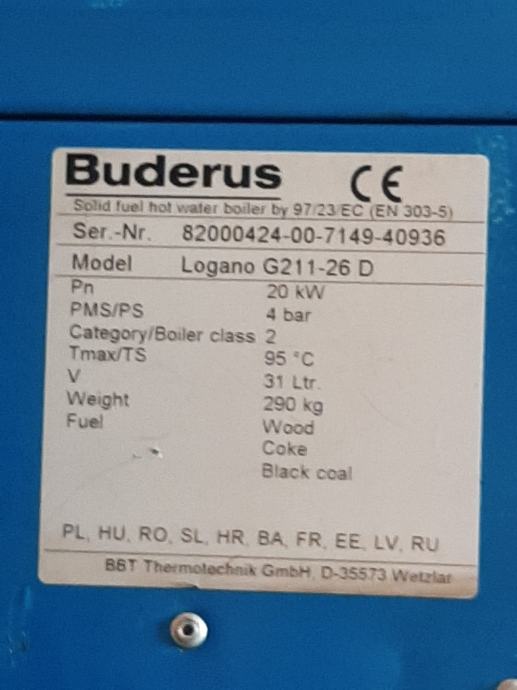 Buderus CE
Solid fuel hot water boiler by 97/23/EC (EN 303-5)
Ser.-Nr. 82000424-00-7149-40936
Model Logano G211-26 D
Pn 20 kW
PMS/PS 4 bar
Category/Boiler class 2
Tmax/TS 95 °C
V 31 Ltr.
Weight 290 kg
Fuel Wood
Coke
Black coal
PL, HU, RO, SL, HR, BA, FR, EE, LV, RU
BBT Thermotechnik GmbH, D-35573 Wetzlar